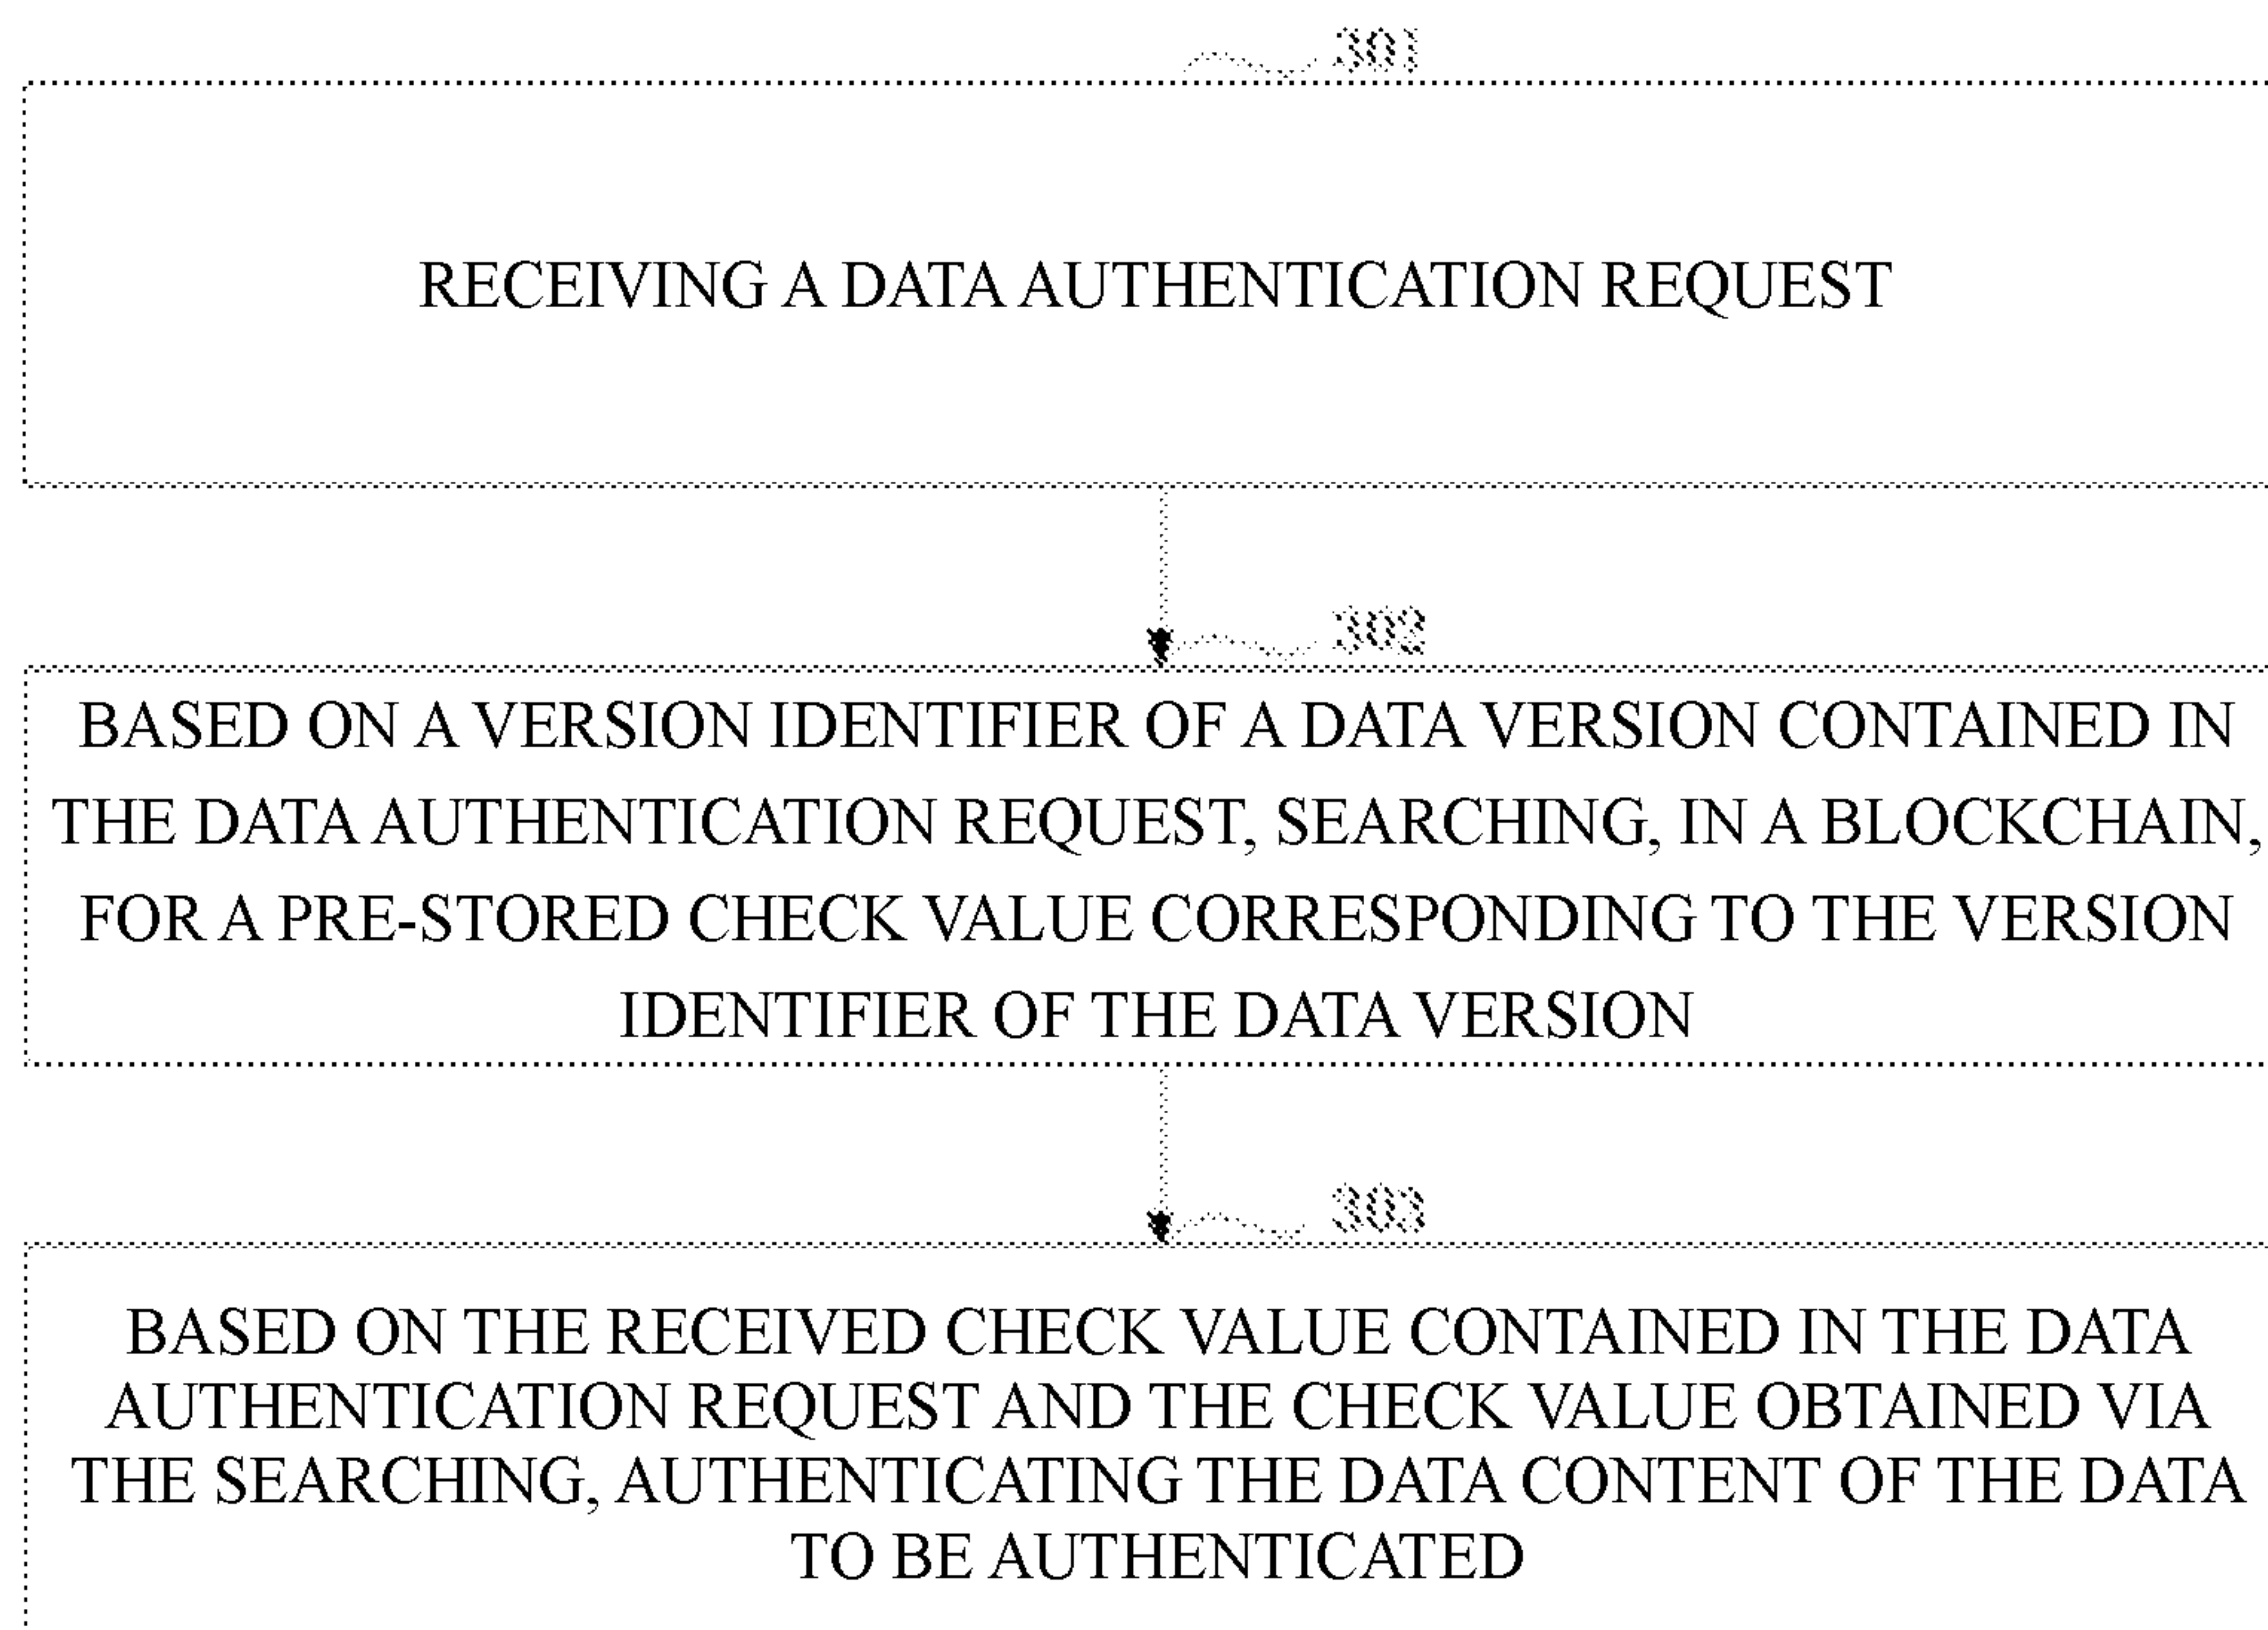 301
RECEIVING A DATA AUTHENTICATION REQUEST
302
BASED ON A VERSION IDENTIFIER OF A DATA VERSION CONTAINED IN
THE DATA AUTHENTICATION REQUEST, SEARCHING, IN A BLOCKCHAIN,
FOR A PRE-STORED CHECK VALUE CORRESPONDING TO THE VERSION
IDENTIFIER OF THE DATA VERSION
303
BASED ON THE RECEIVED CHECK VALUE CONTAINED IN THE DATA
AUTHENTICATION REQUEST AND THE CHECK VALUE OBTAINED VIA
THE SEARCHING, AUTHENTICATING THE DATA CONTENT OF THE DATA
TO BE AUTHENTICATED